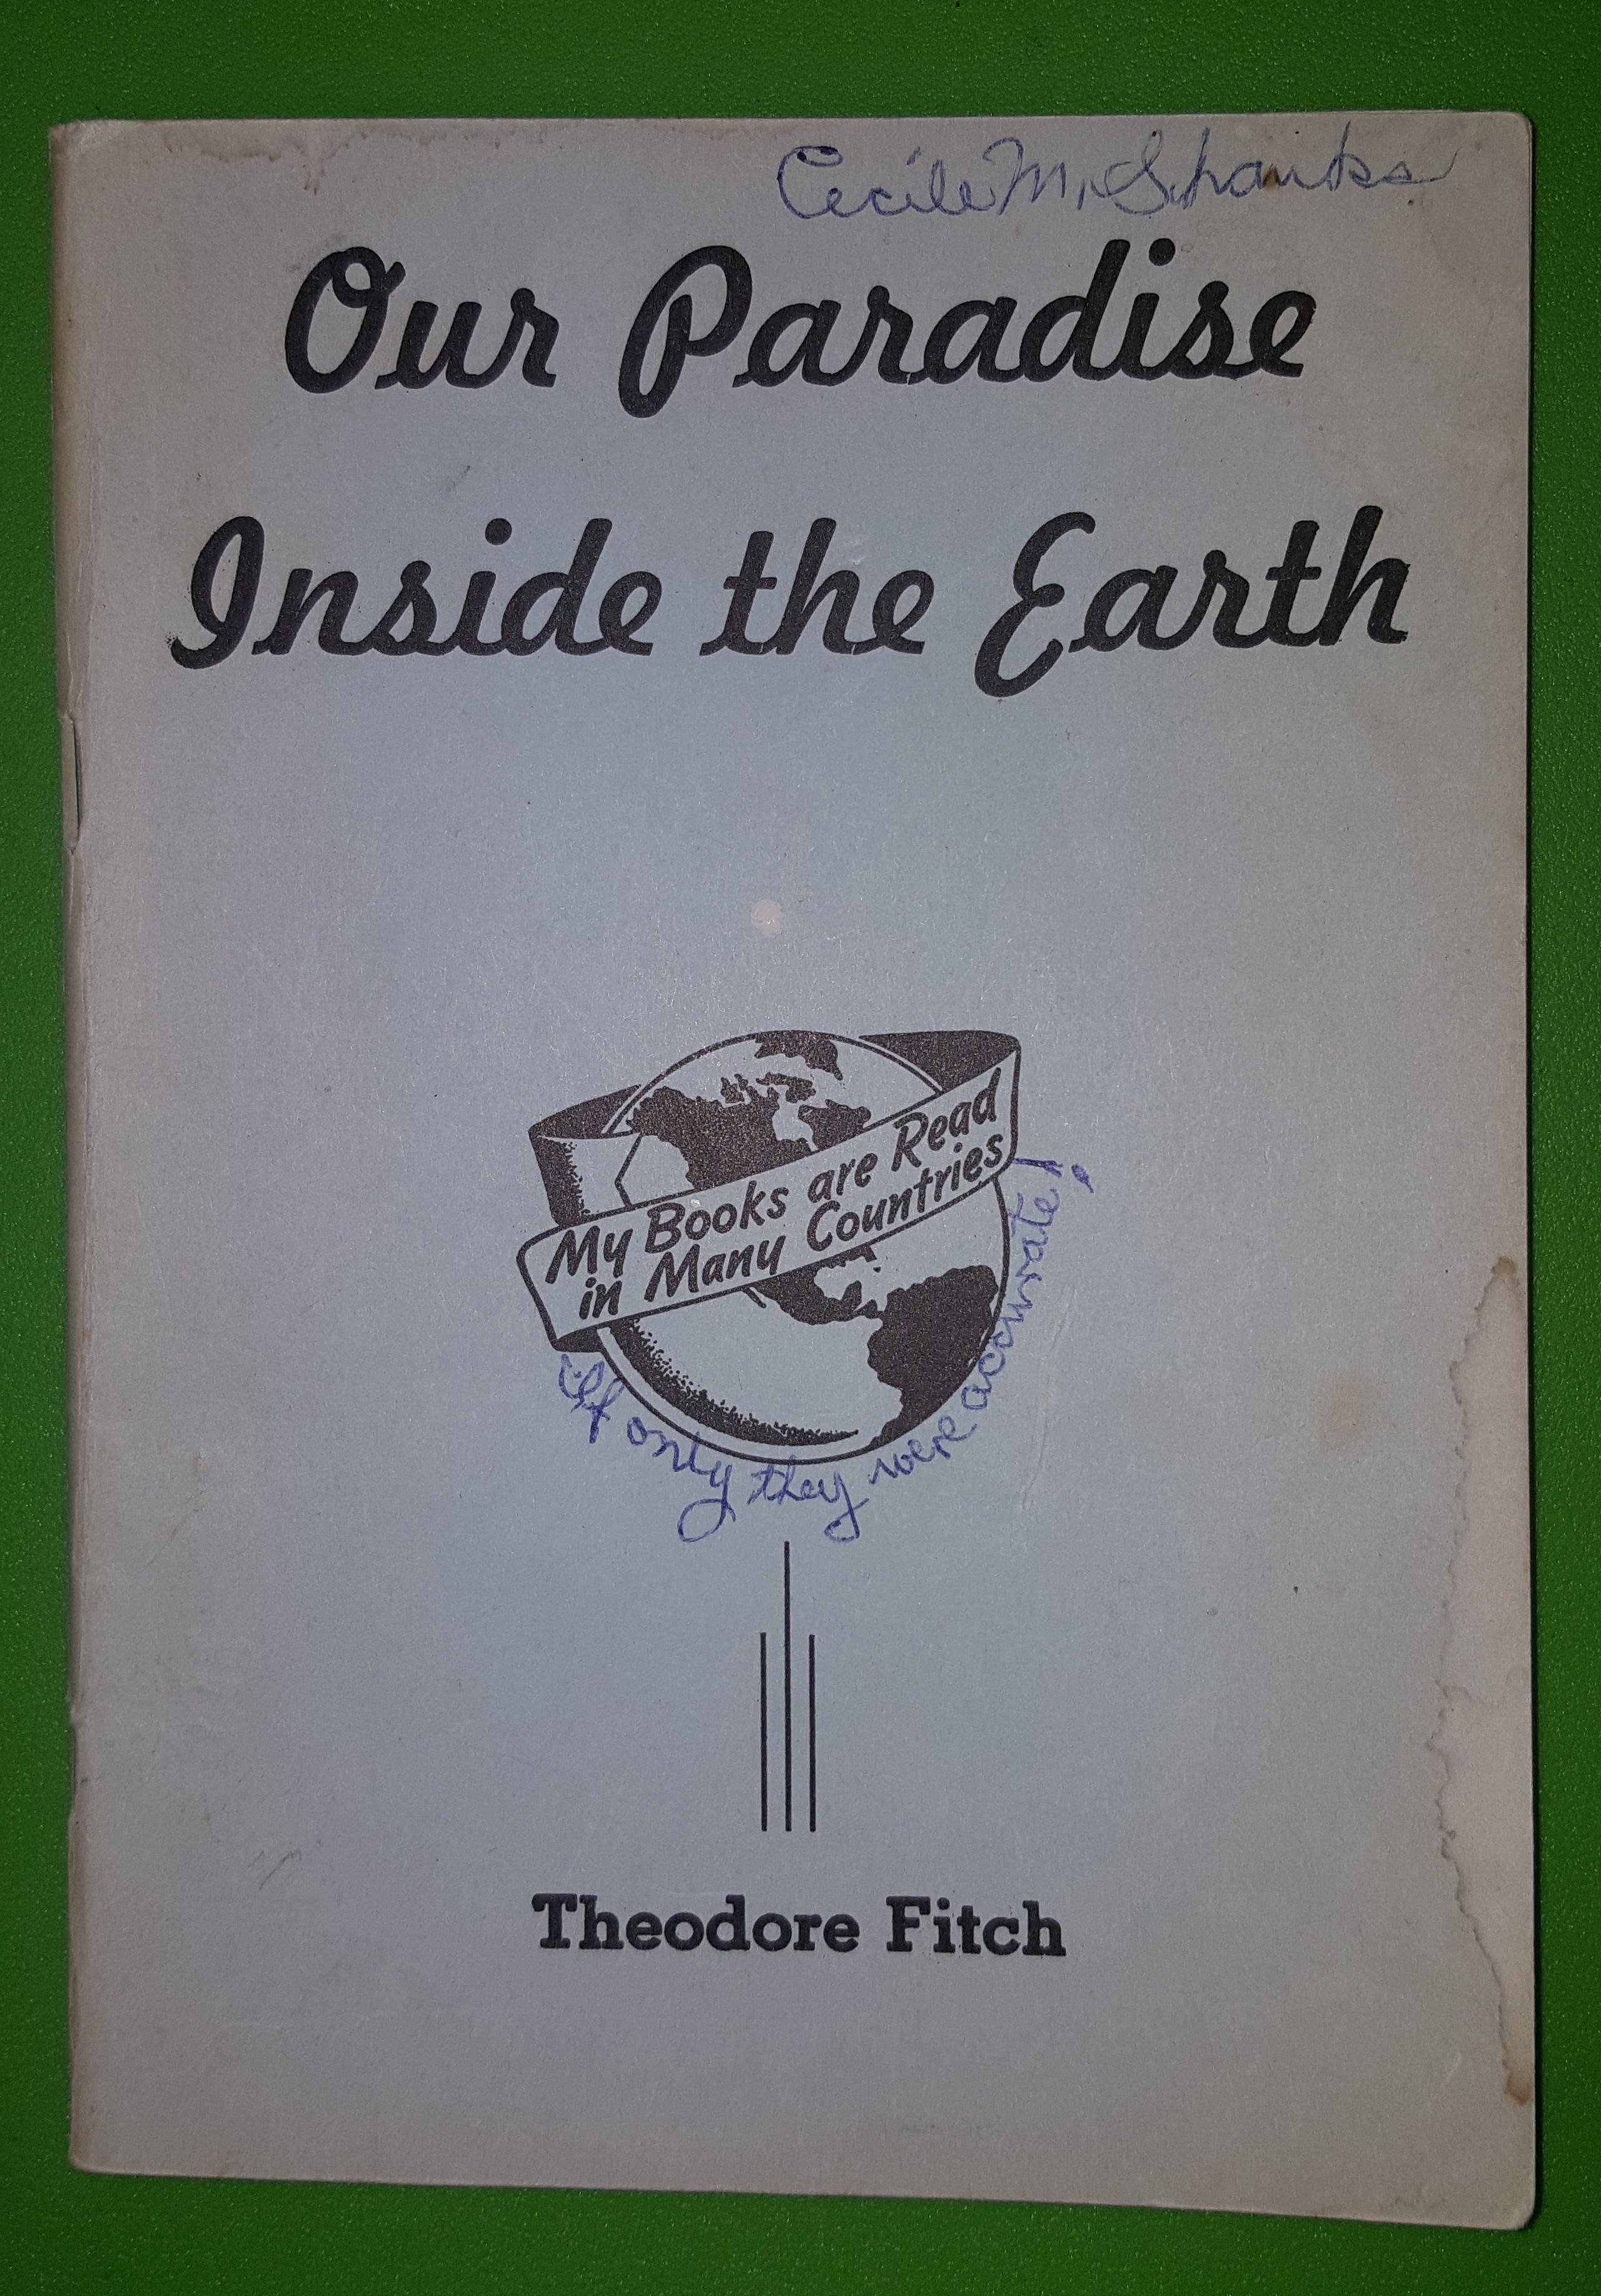 Cecile M. Shanks
Our Paradise
Inside the Earth
My Books are Read
in Many Countries
if only they were accurate!
Theodore Fitch